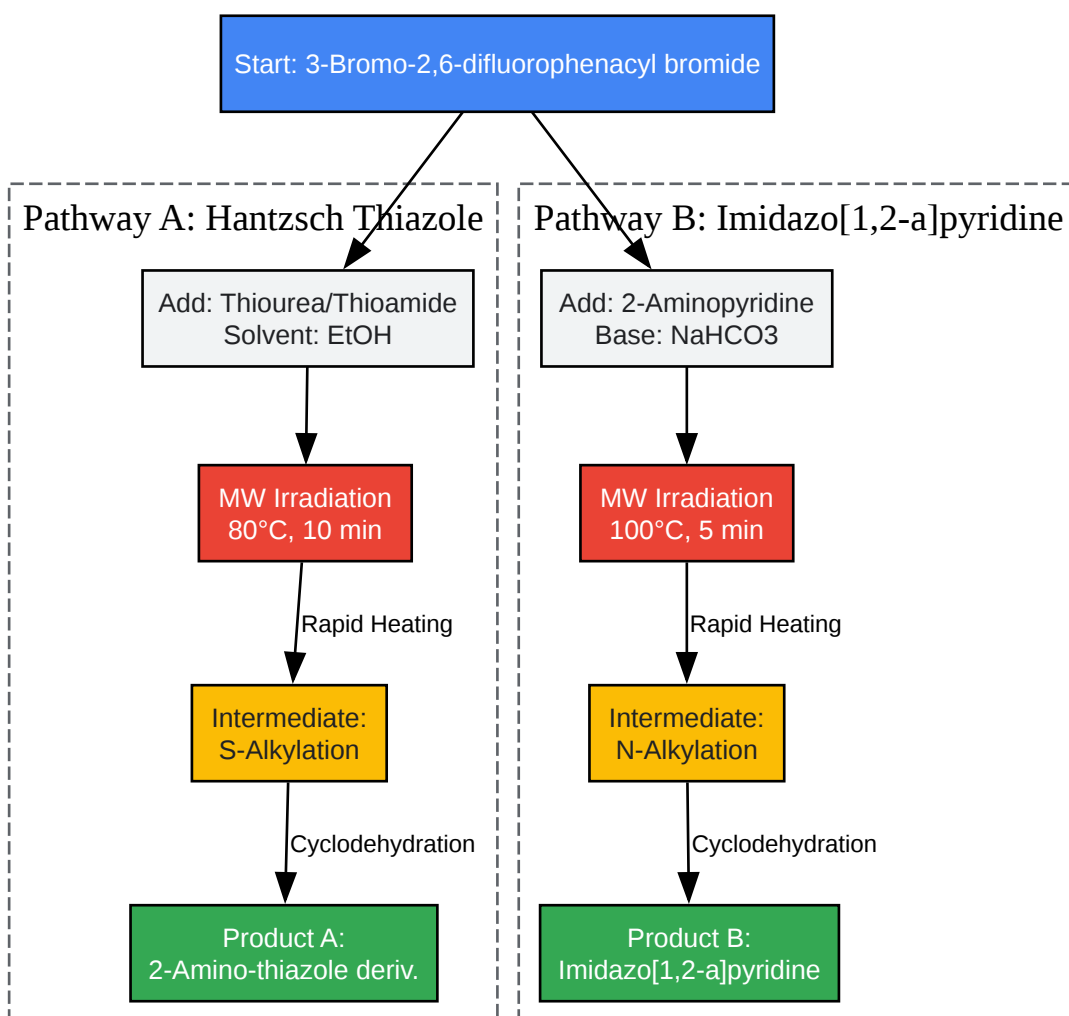 Start: 3-Bromo-2,6-difluorophenacyl bromide
Pathway A: Hantzsch Thiazole
Add: Thiourea/Thioamide
Solvent: EtOH
MW Irradiation
80°C, 10 min
Rapid Heating
Intermediate:
S-Alkylation
Cyclodehydration
Product A:
2-Amino-thiazole deriv.
Pathway B: Imidazo[1,2-a]pyridine
Add: 2-Aminopyridine
Base: NaHCO3
MW Irradiation
100°C, 5 min
Rapid Heating
Intermediate:
N-Alkylation
Cyclodehydration
Product B:
Imidazo[1,2-a]pyridine